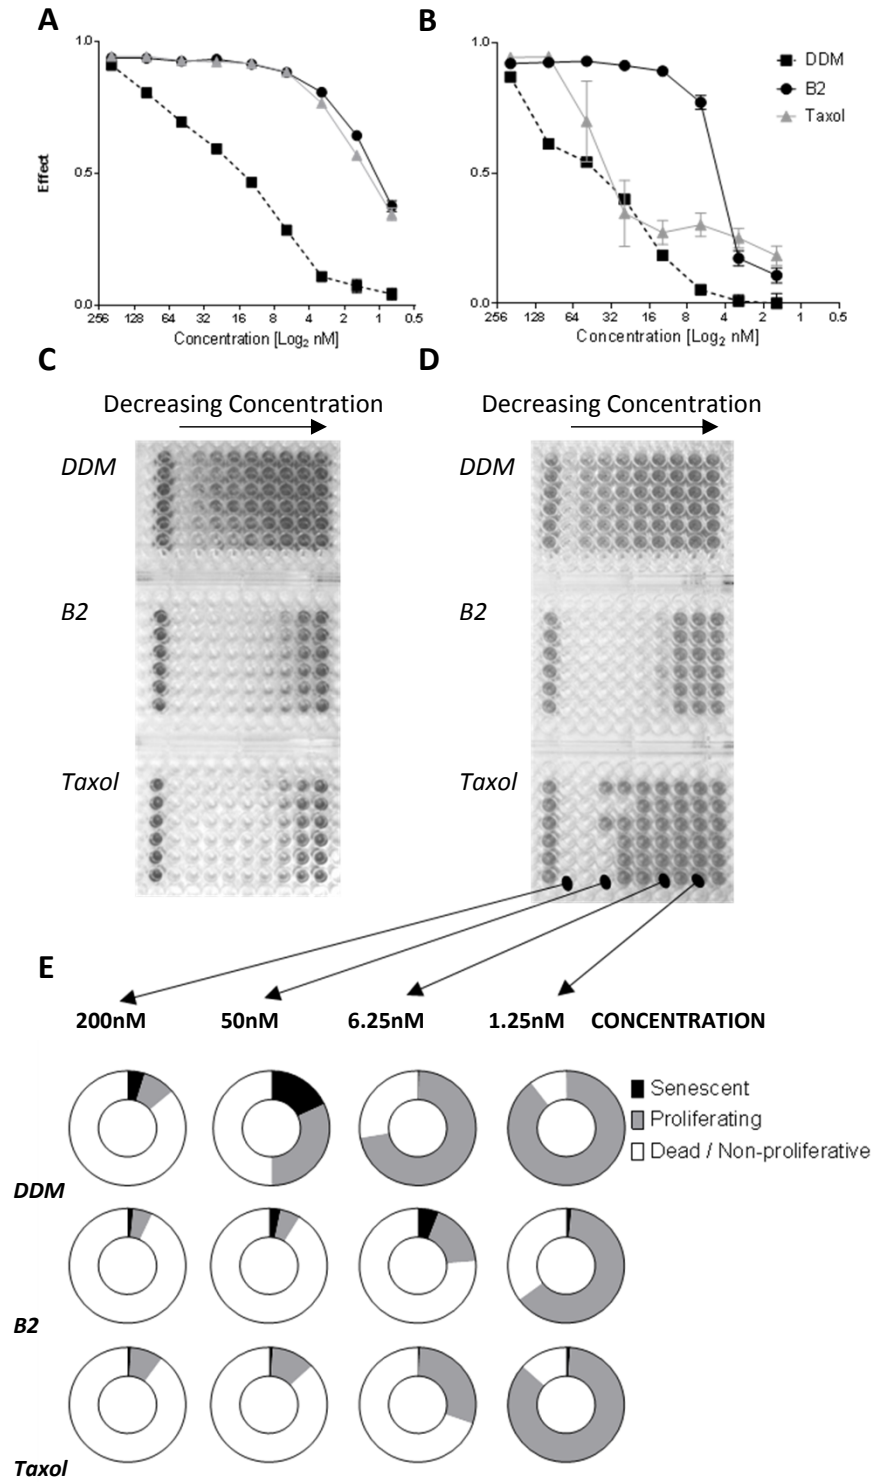 A
B
1.0
0.5
0.0
Effect
256 128 64 32 16 8 4 2 1 0.5
Concentration [Log₂ nM]
1.0
0.5
0.0
256 128 64 32 16 8 4 2 1 0.5
Concentration [Log₂ nM]
DDM
B2
Taxol
C
D
Decreasing Concentration
Decreasing Concentration
DDM
DDM
B2
B2
Taxol
Taxol
E
200nM 50nM 6.25nM 1.25nM CONCENTRATION
Senescent
Proliferating
Dead / Non-proliferative
DDM
B2
Taxol